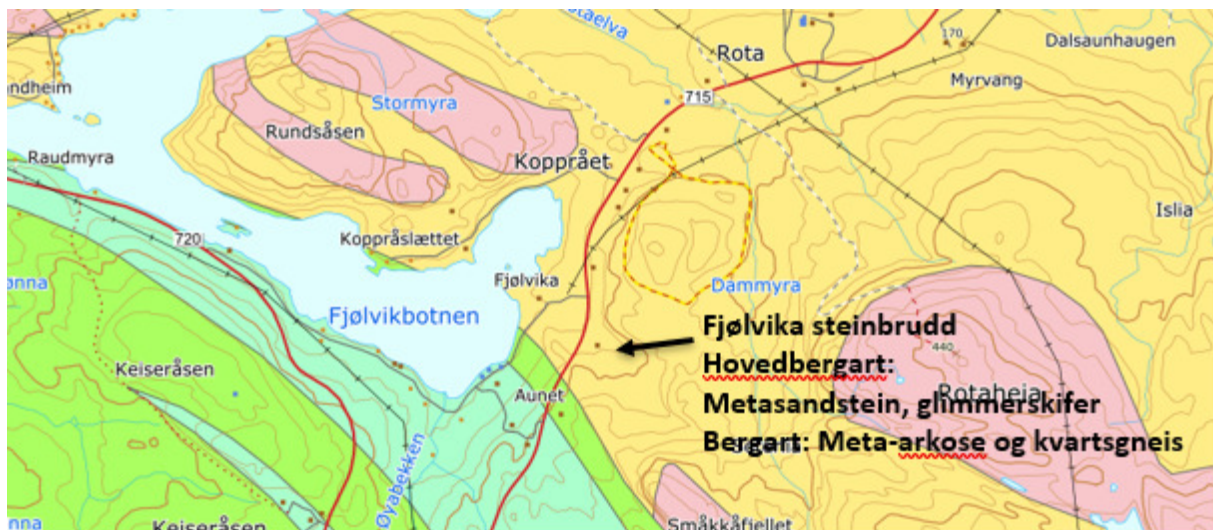 Rota
Dalsaunhaugen
170
Myrvang
715
Stormyra
Rundsåsen
Raudmyra
Kopprået
Islia
720
Koppråslættet
Fjølvika
Dammyra
Fjølvikbotnen
Fjølvika steinbrudd
Hovedbergart:
Metasandstein, glimmerskifer
Bergart: Meta-arkose og kvartsgneis
440
Rotaheia
Keiseråsen
Aunet
Øyabekken
Keiseråsen
Småkkåfjellet